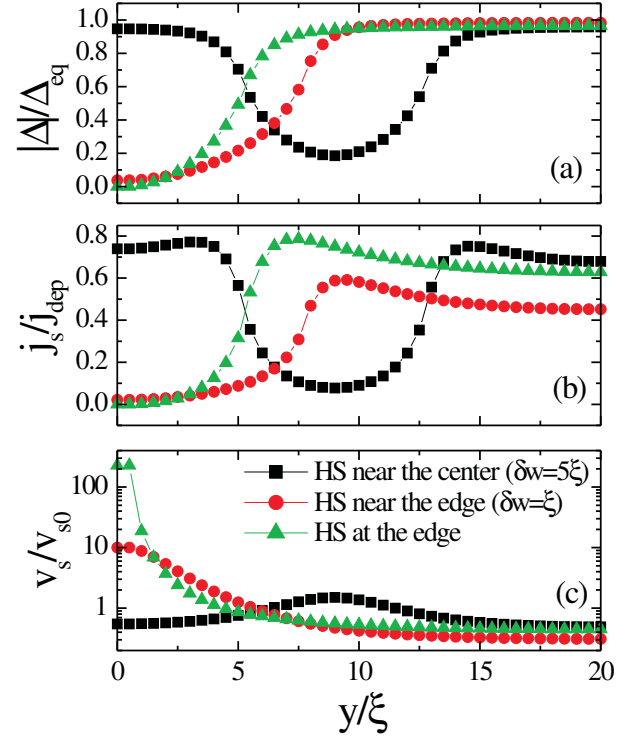 1.0
0.8
0.6
0.4
0.2
0.0
|Δ|/Δeq
(a)
0.8
0.6
0.4
0.2
0.0
js/jdep
(b)
100
10
1
vs/vs0
HS near the center (δw=5ξ)
HS near the edge (δw=ξ)
HS at the edge
(c)
0 5 10 15 20
y/ξ